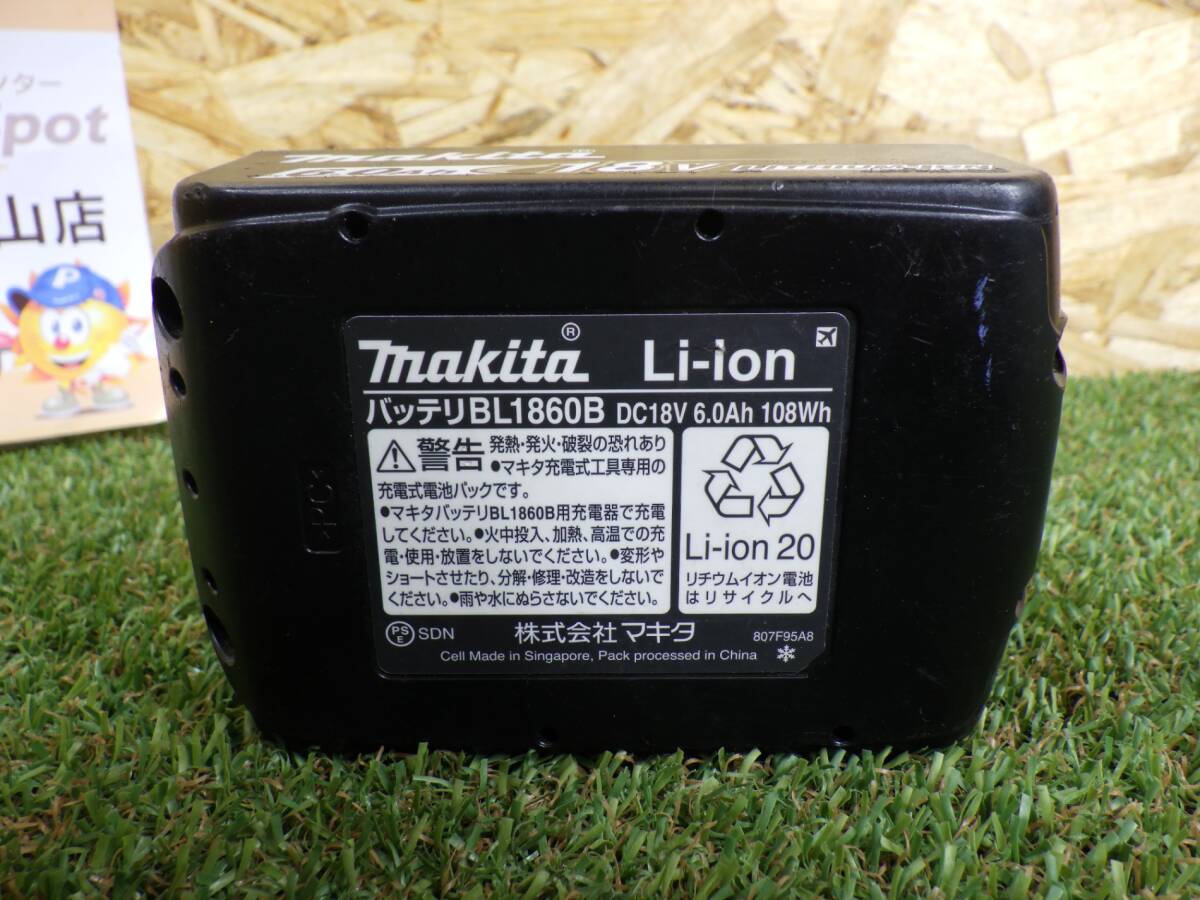 ンター
spot
山店
makita
6.0Ah 18V
makita® Li-ion
バッテリBL1860B DC18V 6.0Ah 108Wh
警告 発熱・発火・破裂の恐れあり
●マキタ充電式工具専用の
充電式電池パックです。
●マキタバッテリBL1860B用充電器で充電
してください。●火中投入、加熱、高温での充
電・使用・放置をしないでください。●変形や
ショートさせたり、分解・修理・改造をしないで
ください。●雨や水にぬらさないでください。
Li-ion 20
リチウムイオン電池
はリサイクルへ
PSE SDN 株式会社マキタ 807F95A8
Cell Made in Singapore, Pack processed in China